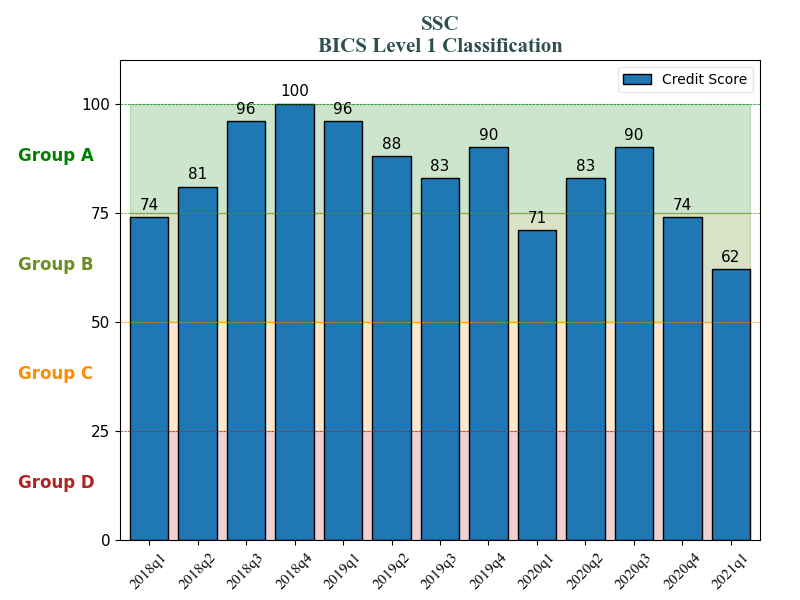 SSC
BICS Level 1 Classification
Credit Score
100
75
50
25
0
Group A
Group B
Group C
Group D
74
81
96
100
96
88
83
90
71
83
90
74
62
2018q1
2018q2
2018q3
2018q4
2019q1
2019q2
2019q3
2019q4
2020q1
2020q2
2020q3
2020q4
2021q1